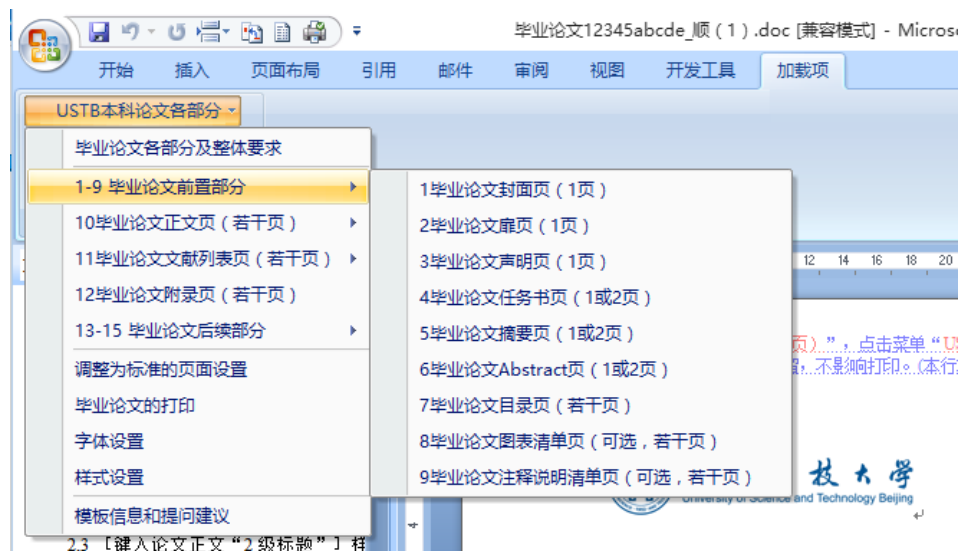 毕业论文12345abcde_顺（1）.doc [兼容模式] - Micros
开始 插入 页面布局 引用 邮件 审阅 视图 开发工具 加载项
USTB本科论文各部分
毕业论文各部分及整体要求
1-9 毕业论文前置部分
10毕业论文正文页（若干页）
11毕业论文文献列表页（若干页）
12毕业论文附录页（若干页）
13-15 毕业论文后续部分
调整为标准的页面设置
毕业论文的打印
字体设置
样式设置
模板信息和提问建议
1毕业论文封面页（1页）
2毕业论文扉页（1页）
3毕业论文声明页（1页）
4毕业论文任务书页（1或2页）
5毕业论文摘要页（1或2页）
6毕业论文Abstract页（1或2页）
7毕业论文目录页（若干页）
8毕业论文图表清单页（可选，若干页）
9毕业论文注释说明清单页（可选，若干页）
12 14 16 18 20
页）”，点击菜单“US
不影响打印。(本行
技大学
University of Science and Technology Beijing
2.3 [键入论文正文“2级标题”] 样